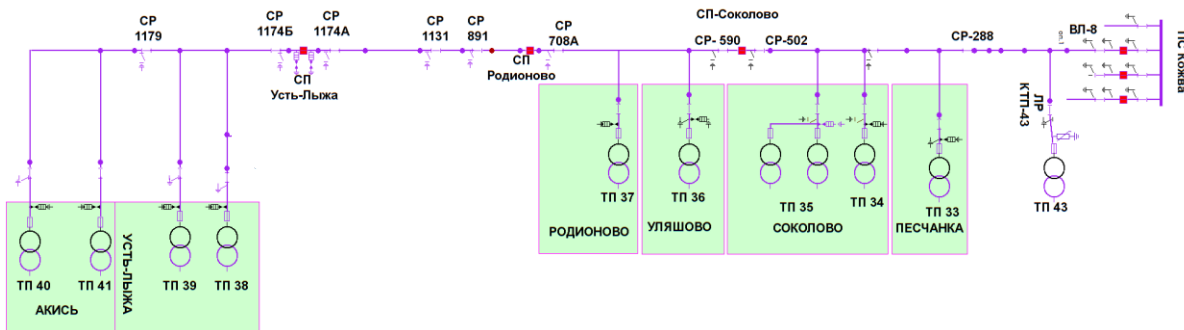 СР
1179
СР
1174Б
СР
1174А
СП
Усть-Лыжа
СР
1131
СР
891
СП
Родионово
СР
708А
СП-Соколово
СР- 590
СР-502
СР-288
оп.1
ВЛ-8
ПС Кожва
ЛР
КТП-43
ТП 37
РОДИОНОВО
ТП 36
УЛЯШОВО
ТП 35
ТП 34
СОКОЛОВО
ТП 33
ПЕСЧАНКА
ТП 43
ТП 40
ТП 41
АКИСЬ
УСТЬ-ЛЫЖА
ТП 39
ТП 38